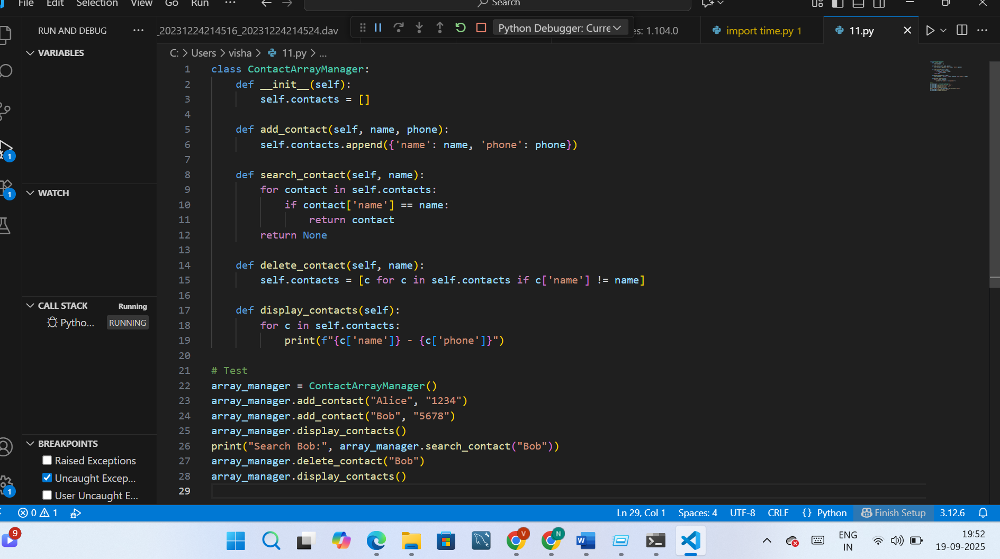 File Edit Selection View Go Run ··· Search
RUN AND DEBUG ···
_20231224214516_20231224214524.dav
Python Debugger: Curre
es: 1.104.0
import time.py 1
11.py
VARIABLES
WATCH
CALL STACK Running
Pytho... RUNNING
BREAKPOINTS
Raised Exceptions
Uncaught Excep...
User Uncaught E...
C: > Users > visha > 11.py > ...
1 class ContactArrayManager:
2     def __init__(self):
3         self.contacts = []
4
5     def add_contact(self, name, phone):
6         self.contacts.append({'name': name, 'phone': phone})
7
8     def search_contact(self, name):
9         for contact in self.contacts:
10             if contact['name'] == name:
11                 return contact
12         return None
13
14     def delete_contact(self, name):
15         self.contacts = [c for c in self.contacts if c['name'] != name]
16
17     def display_contacts(self):
18         for c in self.contacts:
19             print(f"{c['name']} - {c['phone']}")
20
21 # Test
22 array_manager = ContactArrayManager()
23 array_manager.add_contact("Alice", "1234")
24 array_manager.add_contact("Bob", "5678")
25 array_manager.display_contacts()
26 print("Search Bob:", array_manager.search_contact("Bob"))
27 array_manager.delete_contact("Bob")
28 array_manager.display_contacts()
29
1
1
1
0 1
Ln 29, Col 1 Spaces: 4 UTF-8 CRLF {} Python Finish Setup 3.12.6
9
V
N
W
ENG
IN
19:52
19-09-2025